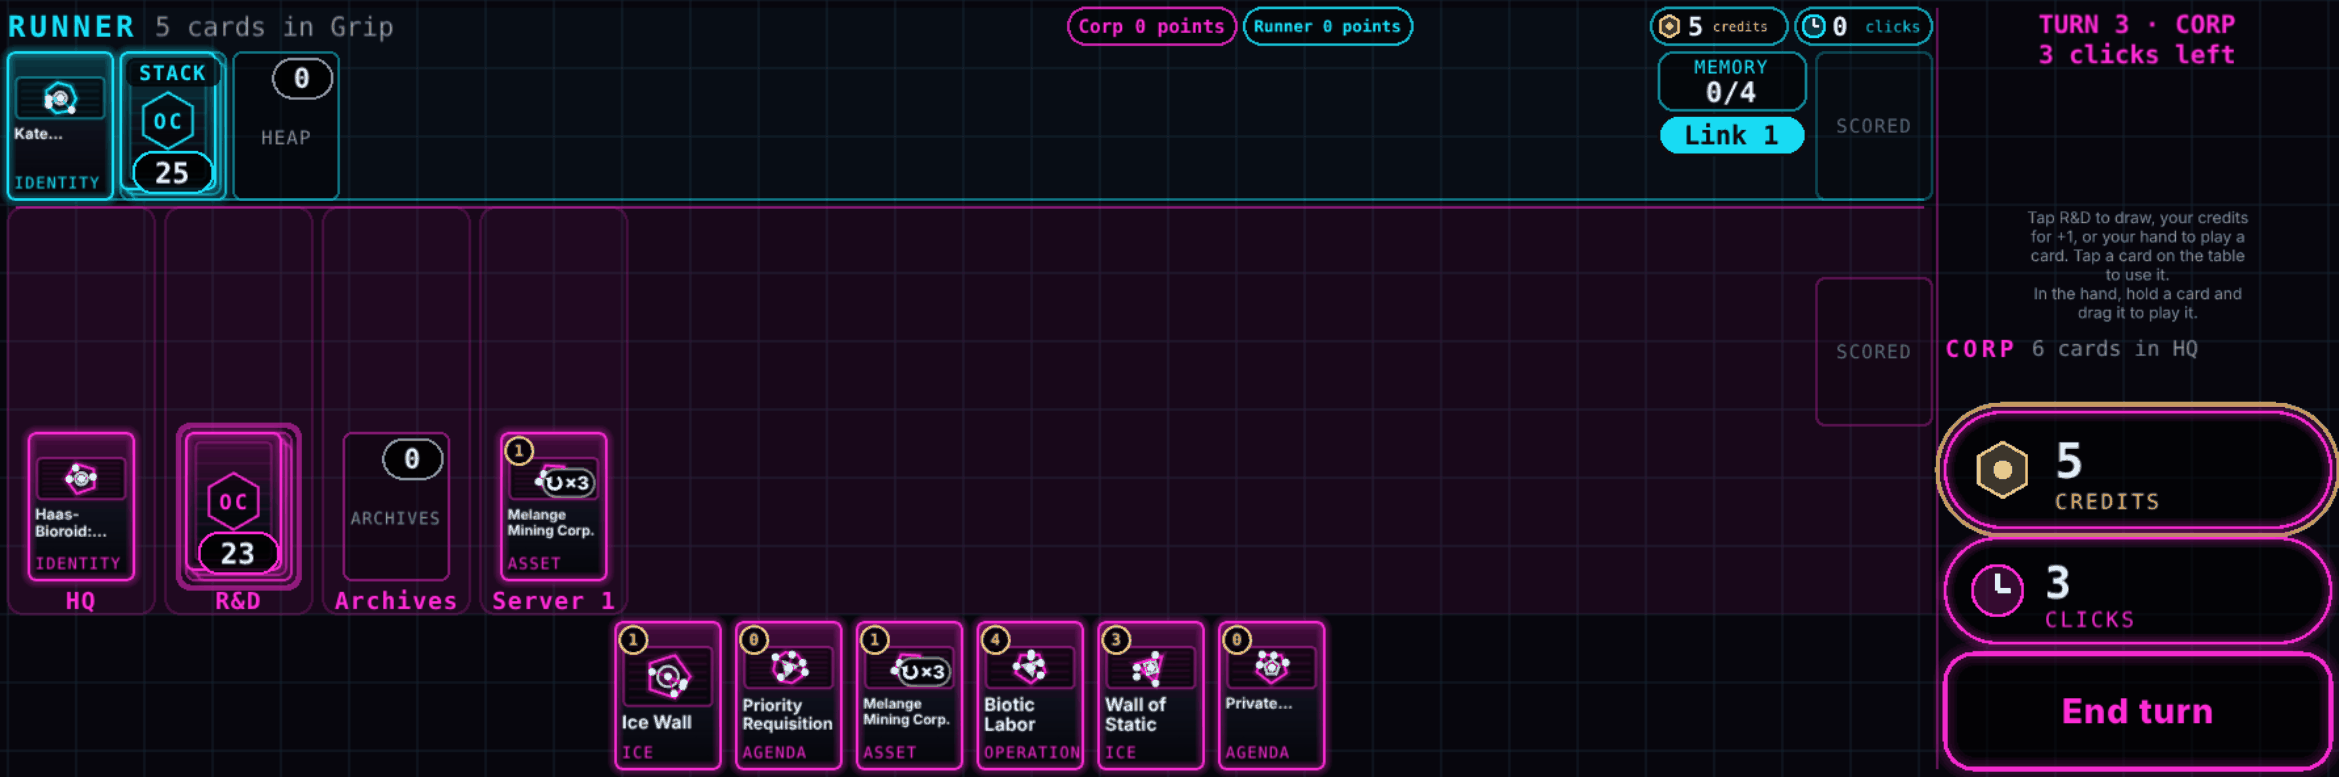 RUNNER 5 cards in Grip
Corp 0 points
Runner 0 points
5 credits
0 clicks
TURN 3 · CORP
3 clicks left
Kate...
IDENTITY
STACK
OC
25
0
HEAP
MEMORY
0/4
Link 1
SCORED
Tap R&D to draw, your credits
for +1, or your hand to play a
card. Tap a card on the table
to use it.
In the hand, hold a card and
drag it to play it.
SCORED
CORP 6 cards in HQ
Haas-
Bioroid:...
IDENTITY
HQ
OC
23
R&D
0
ARCHIVES
Archives
1
↻×3
Melange
Mining Corp.
ASSET
Server 1
5
CREDITS
3
CLICKS
End turn
1
Ice Wall
ICE
0
Priority
Requisition
AGENDA
1
↻×3
Melange
Mining Corp.
ASSET
4
Biotic
Labor
OPERATION
3
Wall of
Static
ICE
0
Private...
AGENDA